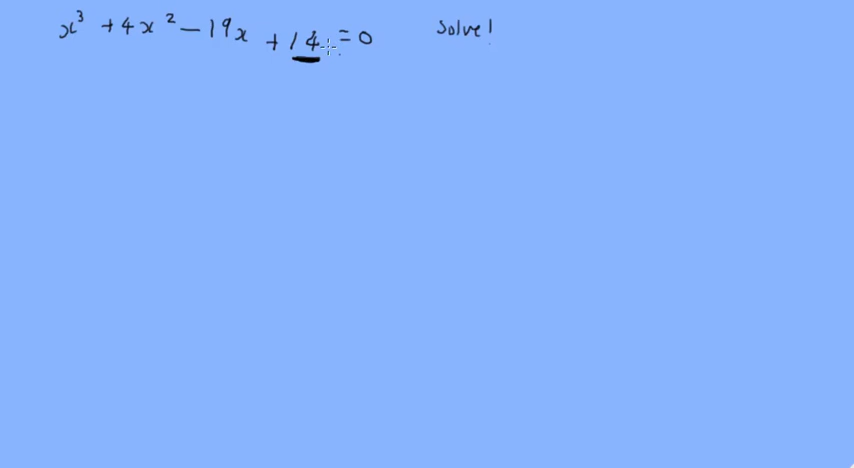 x³ + 4x² - 19x + 14 = 0 Solve!